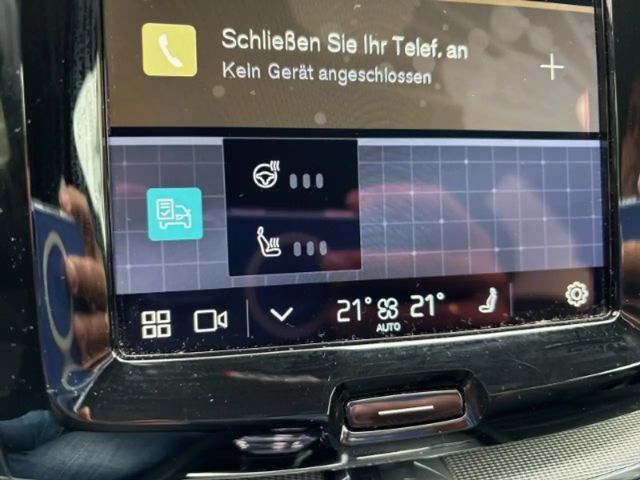 Schließen Sie Ihr Telef. an
Kein Gerät angeschlossen
21° 21°
AUTO